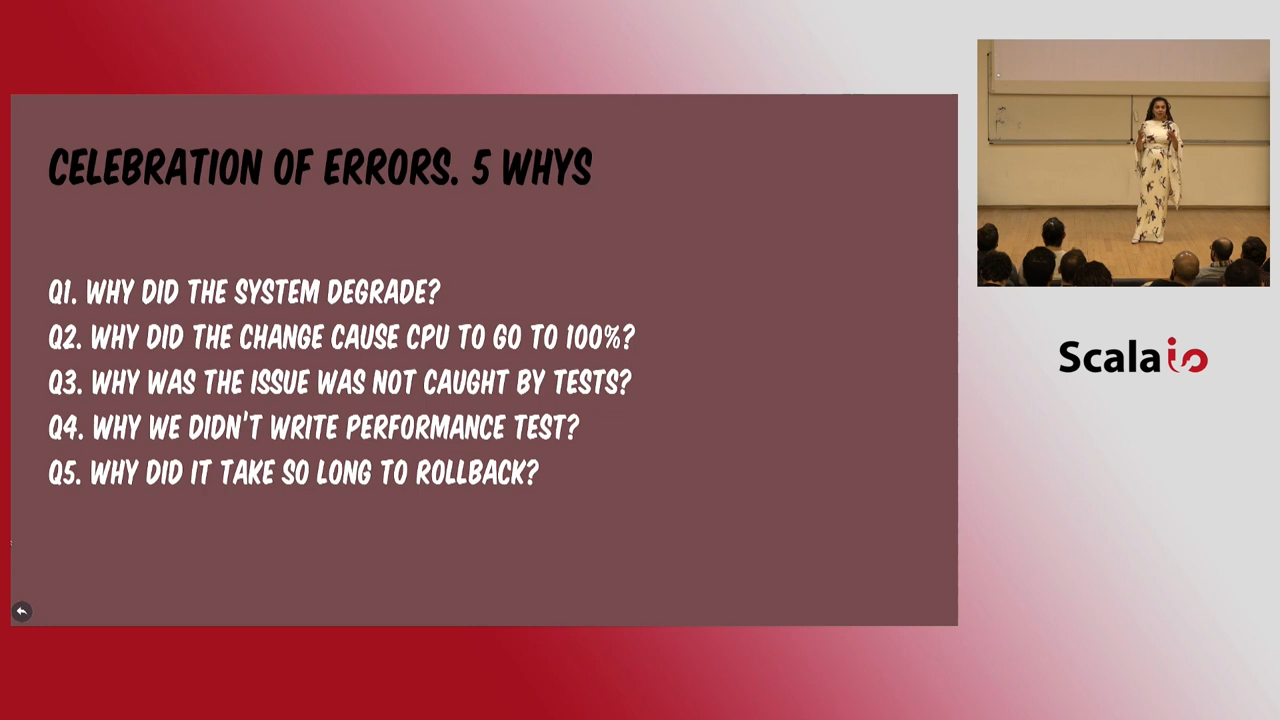 CELEBRATION OF ERRORS. 5 WHYS
Q1. WHY DID THE SYSTEM DEGRADE?
Q2. WHY DID THE CHANGE CAUSE CPU TO GO TO 100%?
Q3. WHY WAS THE ISSUE WAS NOT CAUGHT BY TESTS?
Q4. WHY WE DIDN'T WRITE PERFORMANCE TEST?
Q5. WHY DID IT TAKE SO LONG TO ROLLBACK?
Scala io